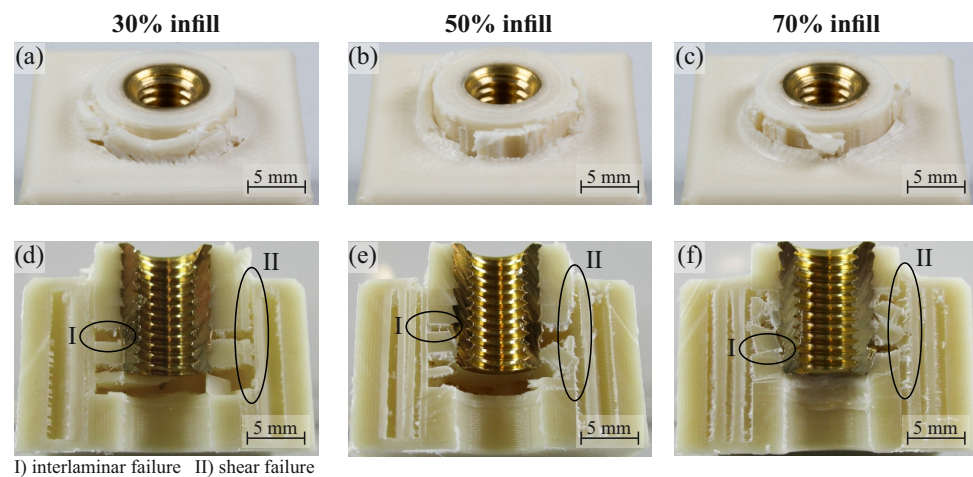 30% infill 50% infill 70% infill
(a) (b) (c)
5 mm 5 mm 5 mm
(d) (e) (f)
II II II
I I I
5 mm 5 mm 5 mm
I) interlaminar failure II) shear failure